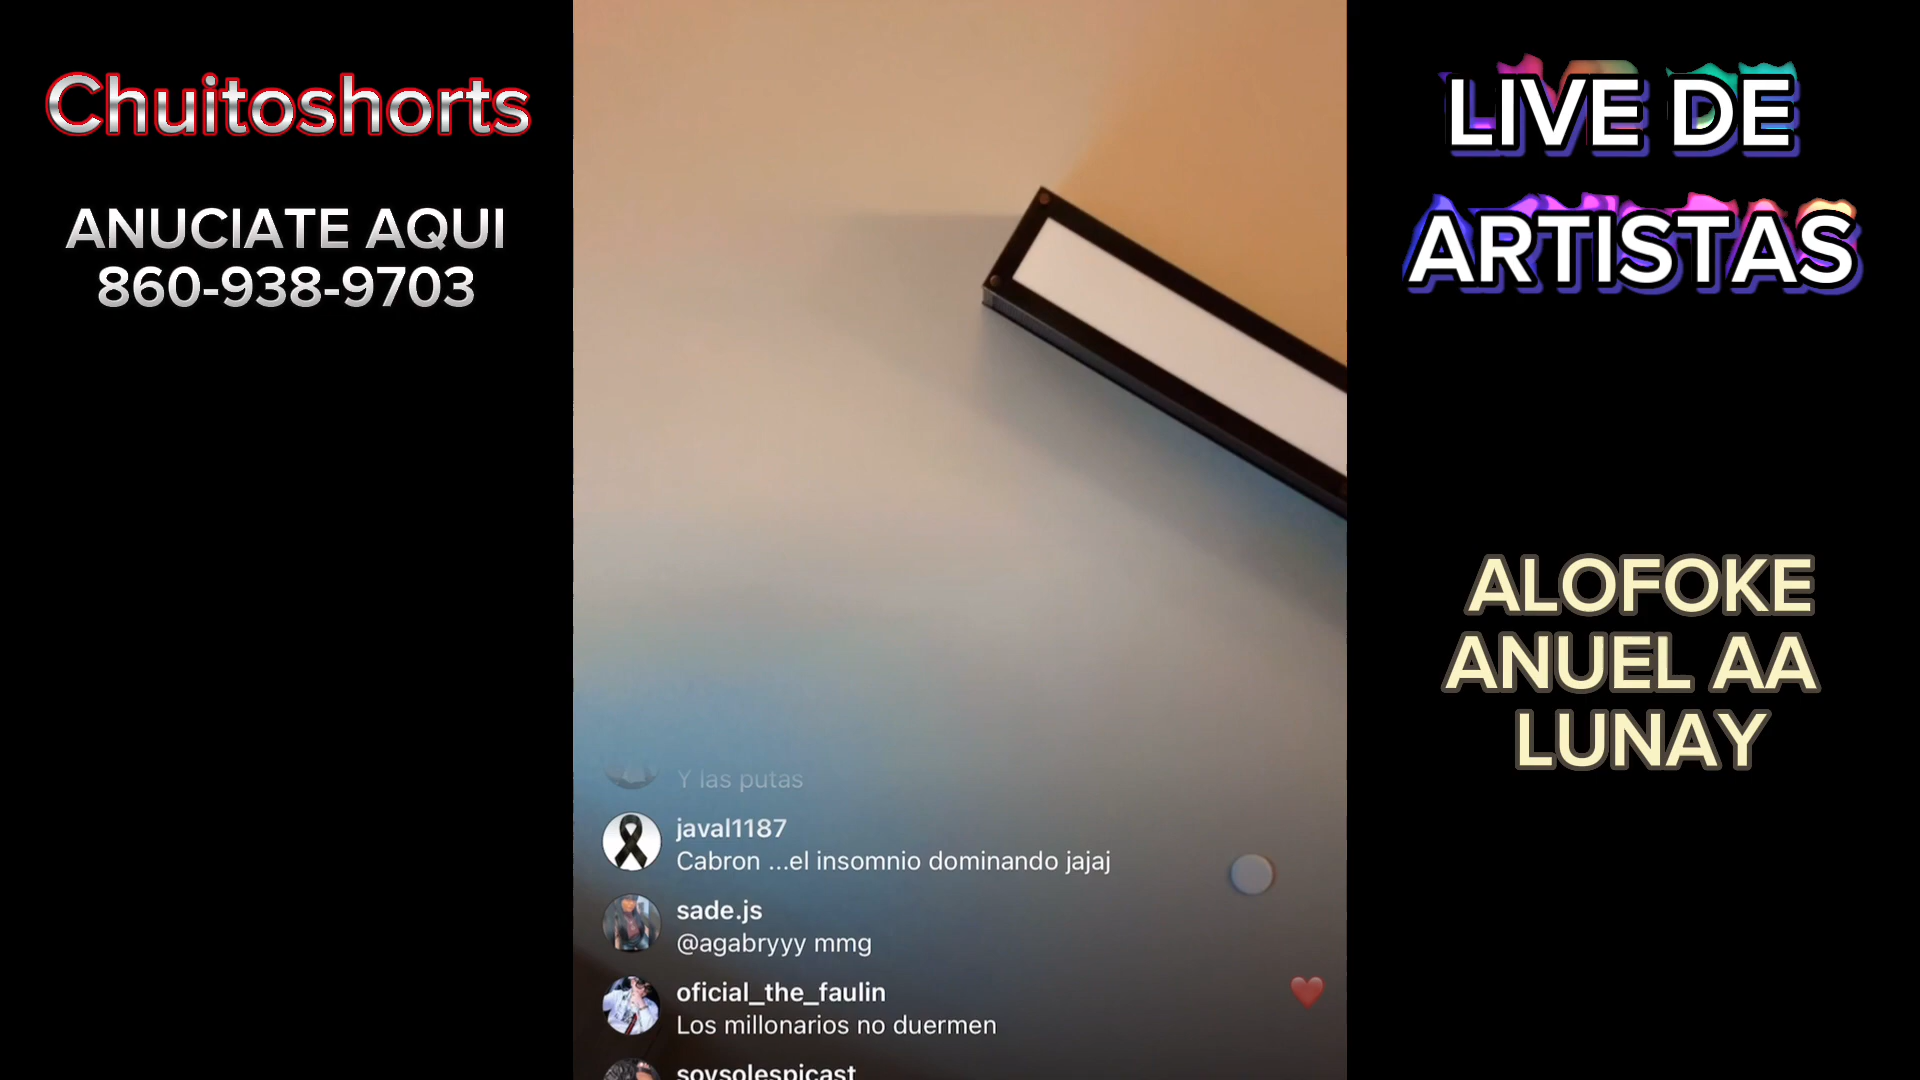 Chuitoshorts
ANUCIATE AQUI
860-938-9703
Y las putas
javal1187
Cabron ...el insomnio dominando jajaj
sade.js
@agabryyy mmg
oficial_the_faulin
Los millonarios no duermen
soysolespicast
LIVE DE
ARTISTAS
ALOFOKE
ANUEL AA
LUNAY